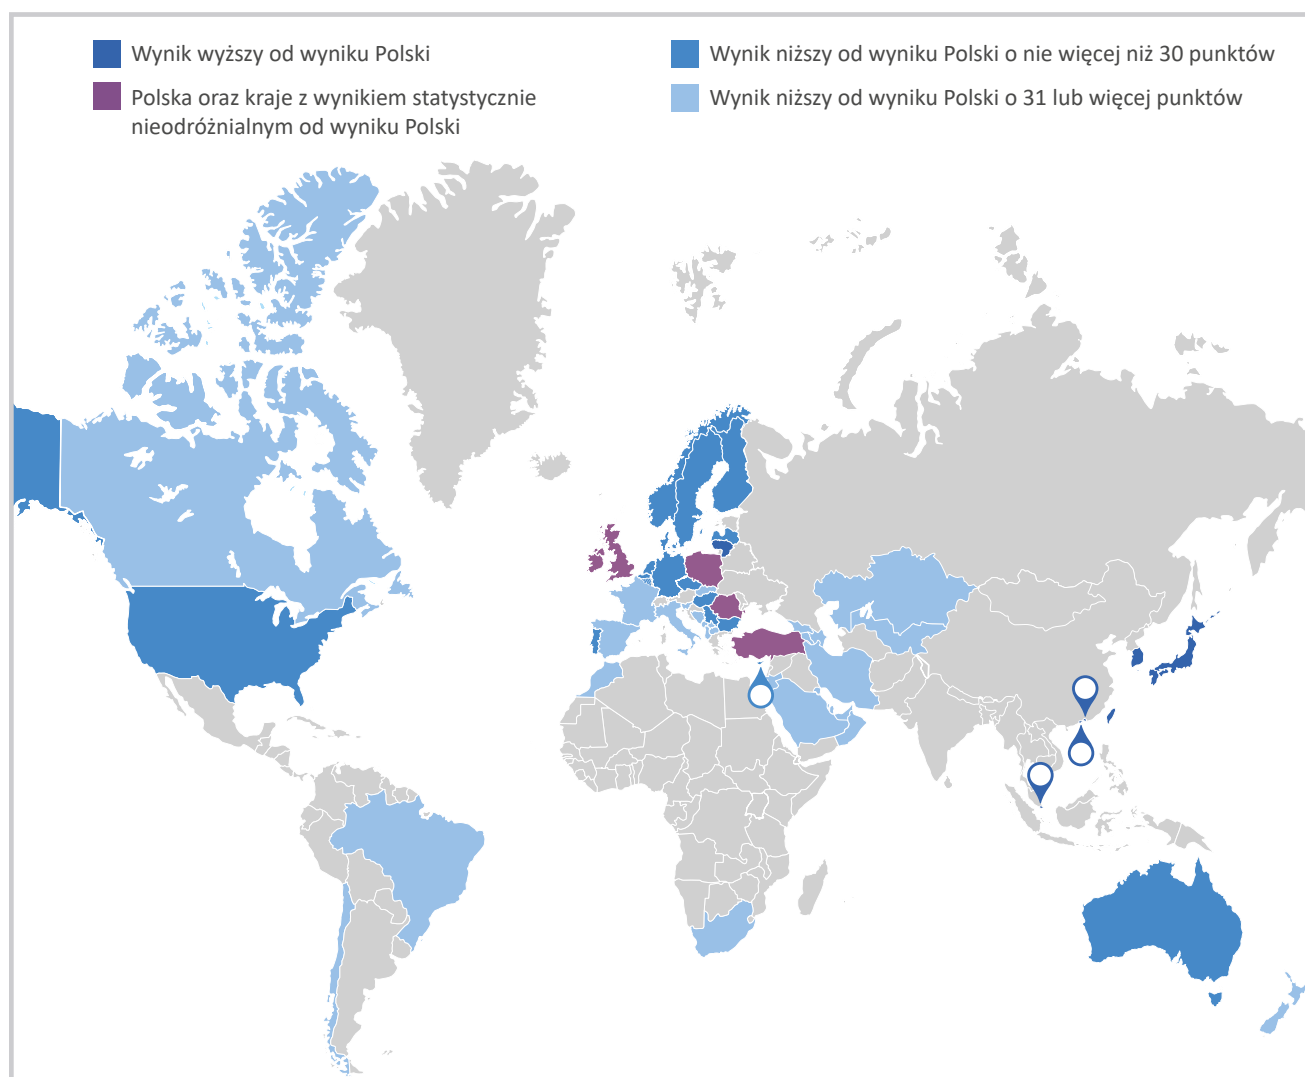 Wynik wyższy od wyniku Polski
Polska oraz kraje z wynikiem statystycznie
nieodróżnialnym od wyniku Polski
Wynik niższy od wyniku Polski o nie więcej niż 30 punktów
Wynik niższy od wyniku Polski o 31 lub więcej punktów